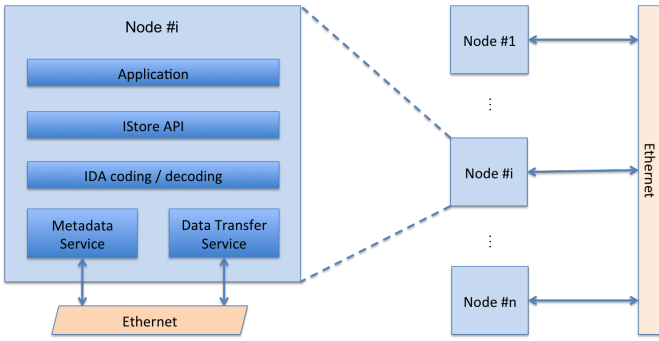 Node #i
Application
IStore API
IDA coding / decoding
Metadata
Service
Data Transfer
Service
Ethernet
Node #1
⋮
Node #i
⋮
Node #n
Ethernet